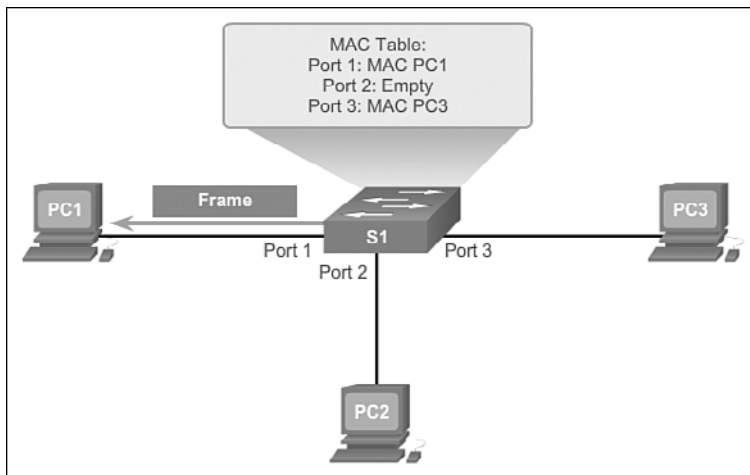 MAC Table:
Port 1: MAC PC1
Port 2: Empty
Port 3: MAC PC3
PC1
Frame
S1
PC3
Port 1
Port 3
Port 2
PC2